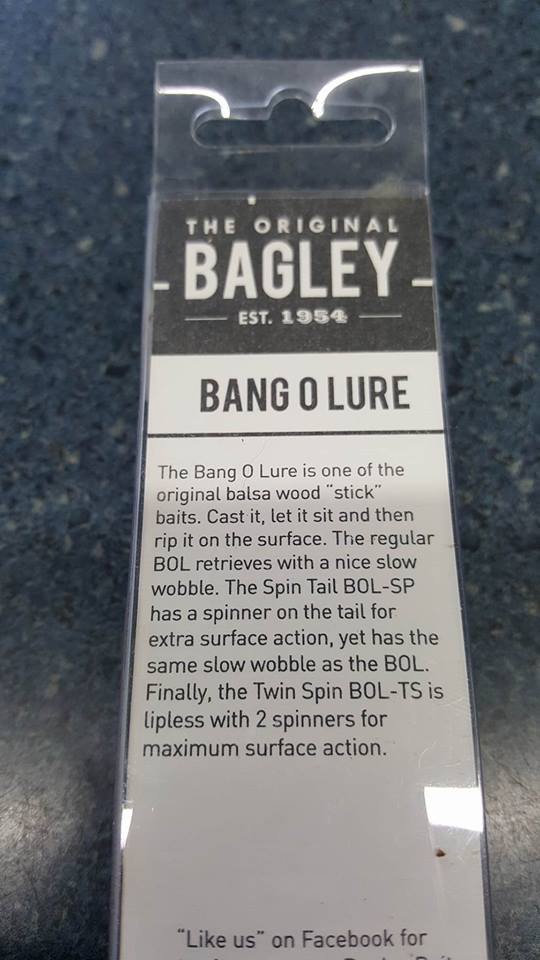 THE ORIGINAL
BAGLEY
EST. 1954
BANG O LURE
The Bang O Lure is one of the
original balsa wood “stick”
baits. Cast it, let it sit and then
rip it on the surface. The regular
BOL retrieves with a nice slow
wobble. The Spin Tail BOL-SP
has a spinner on the tail for
extra surface action, yet has the
same slow wobble as the BOL.
Finally, the Twin Spin BOL-TS is
lipless with 2 spinners for
maximum surface action.
“Like us” on Facebook for